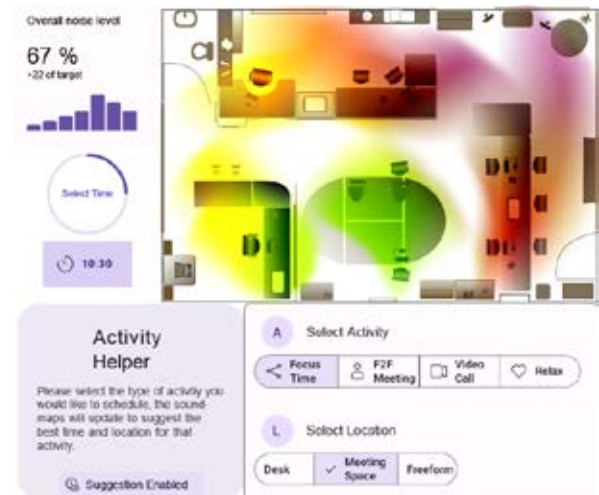 Overall noise level
67 %
+22 of target
Select Time
10:30
Activity
Helper
Please select the type of activity you
would like to schedule, the sound
maps will update to suggest the
best time and location for that
activity.
Suggestion Enabled
A Select Activity
Focus
Time
F2F
Meeting
Video
Call
Relax
L Select Location
Desk
Meeting
Space
Freeform